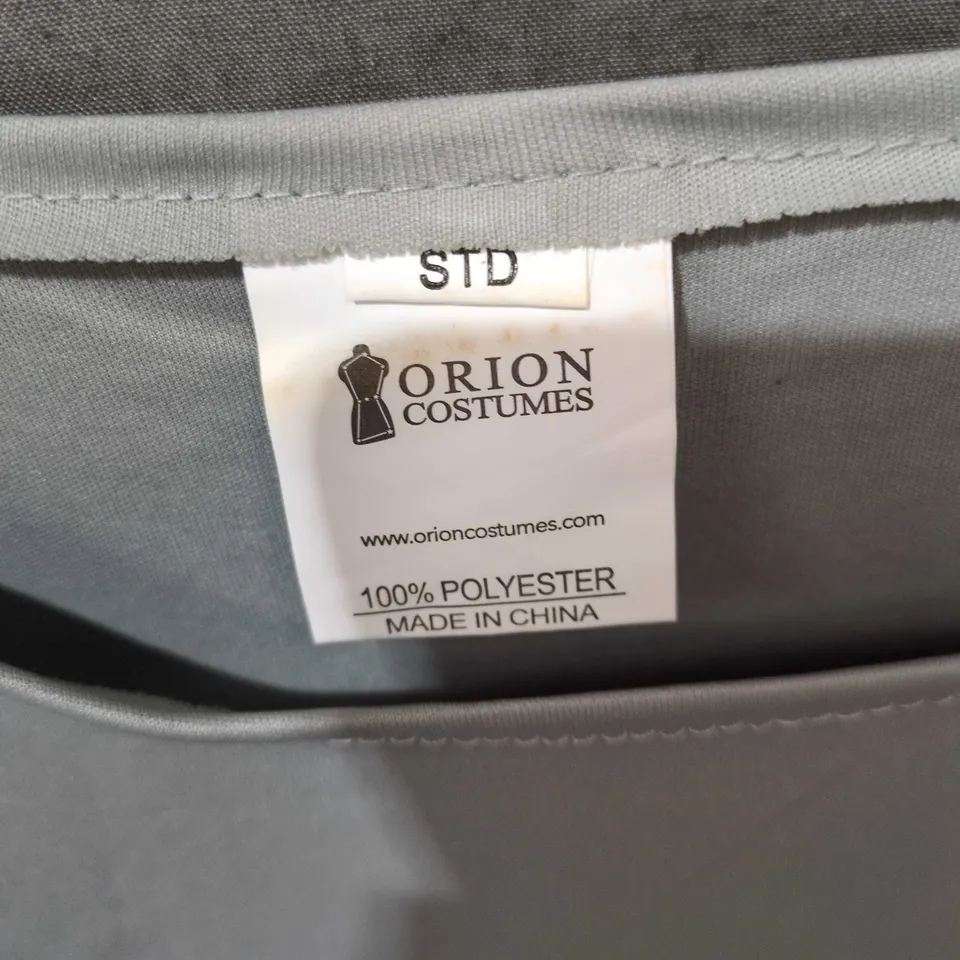 STD
ORION
COSTUMES
www.orioncostumes.com
100% POLYESTER
MADE IN CHINA